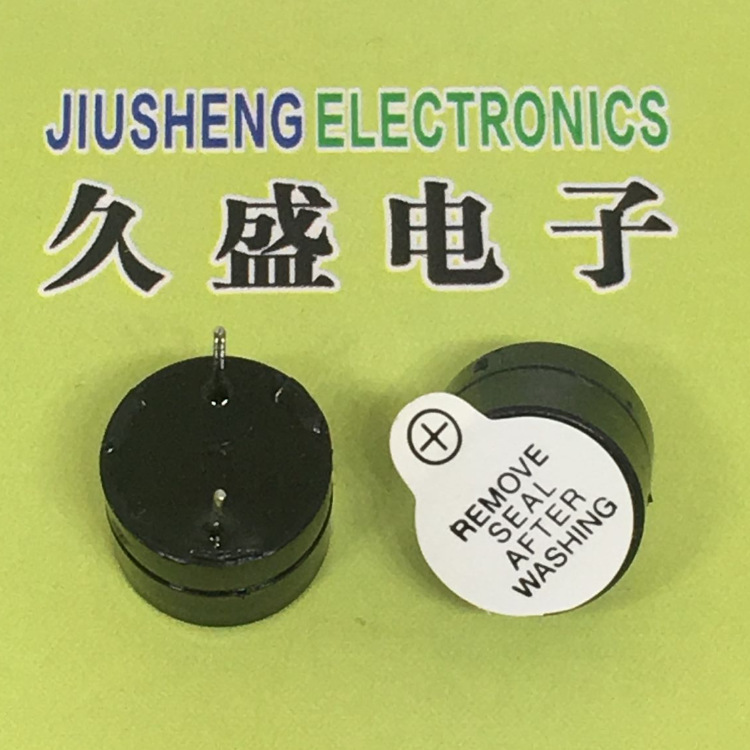 JIUSHENG ELECTRONICS
久盛电子
REMOVE
SEAL
AFTER
WASHING